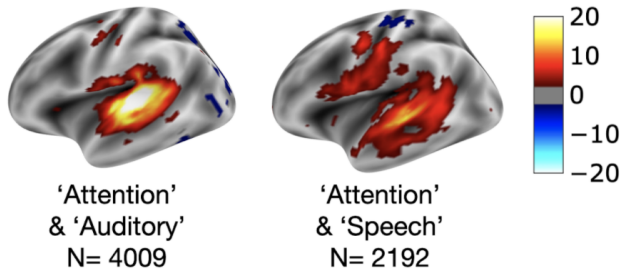 20
10
0
−10
−20
‘Attention’ ‘Attention’
& ‘Auditory’ & ‘Speech’
N= 4009 N= 2192